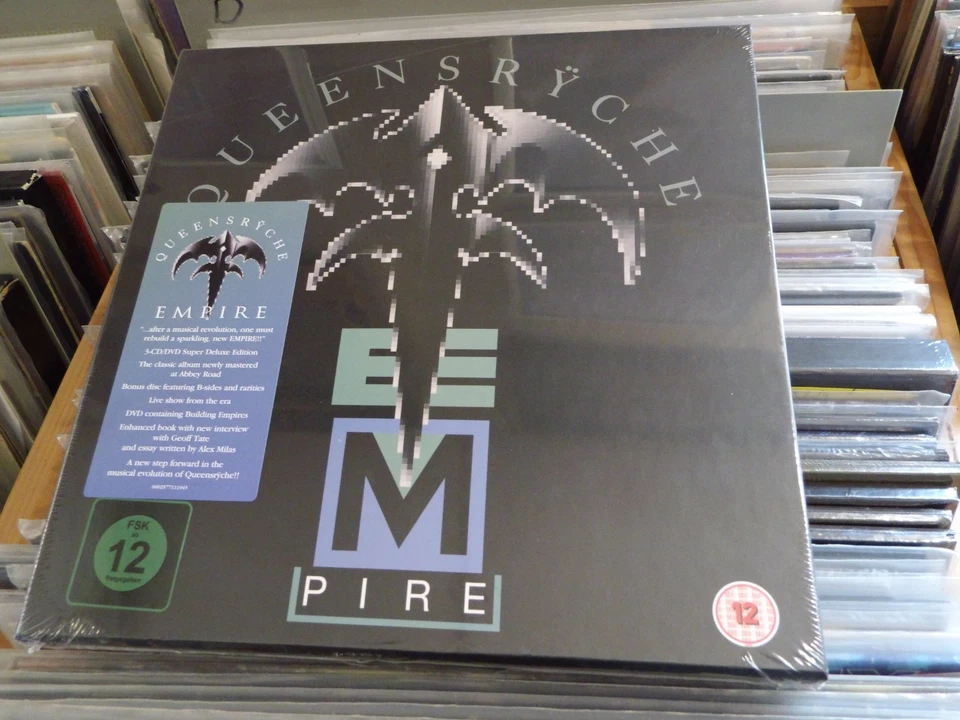 D
QUEENSRŸCHE
QUEENSRŸCHE
EMPIRE
"...after a musical revolution, one must
rebuild a sparkling, new EMPIRE!!"
3-CD/DVD Super Deluxe Edition
The classic album newly mastered
at Abbey Road
Bonus disc featuring B-sides and rarities
Live show from the era
DVD containing Building Empires
Enhanced book with new interview
with Geoff Tate
and essay written by Alex Milas
A new step forward in the
musical evolution of Queensrÿche!!
E
M
PIRE
FSK
ab
12
freigegeben
12